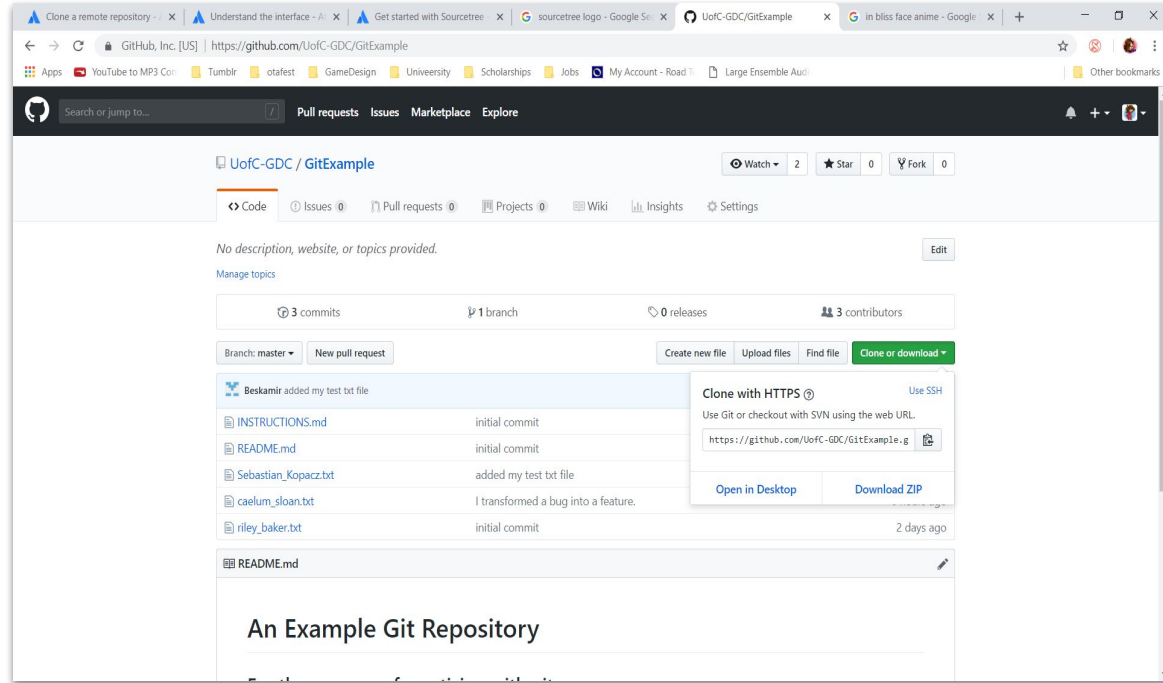 Clone a remote repository - A
Understand the interface - A
Get started with Sourcetree
sourcetree logo - Google Se
UofC-GDC/GitExample
in bliss face anime - Google
GitHub, Inc. [US] | https://github.com/UofC-GDC/GitExample
Apps YouTube to MP3 Con Tumblr otafest GameDesign Univeersity Scholarships Jobs My Account - Road T Large Ensemble Audi Other bookmarks
Search or jump to... / Pull requests Issues Marketplace Explore
UofC-GDC / GitExample Watch 2 Star 0 Fork 0
Code Issues 0 Pull requests 0 Projects 0 Wiki Insights Settings
No description, website, or topics provided. Edit
Manage topics
3 commits 1 branch 0 releases 3 contributors
Branch: master New pull request Create new file Upload files Find file Clone or download
Beskamir added my test txt file
Clone with HTTPS Use SSH
Use Git or checkout with SVN using the web URL.
https://github.com/UofC-GDC/GitExample.g
Open in Desktop Download ZIP
INSTRUCTIONS.md initial commit
README.md initial commit
Sebastian_Kopacz.txt added my test txt file
caelum_sloan.txt I transformed a bug into a feature.
riley_baker.txt initial commit 2 days ago
README.md
An Example Git Repository